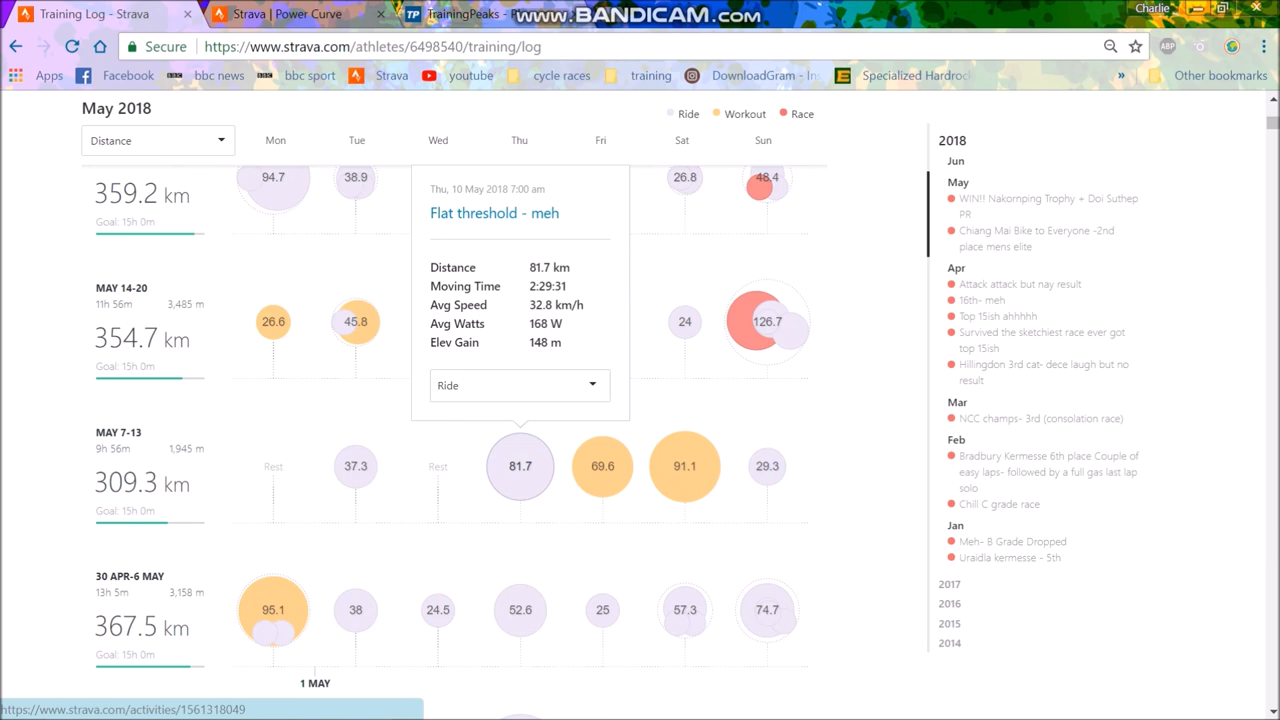 Training Log - Strava
Strava | Power Curve
TrainingPeaks - P
www.BANDICAM.com
Charlie
Secure
https://www.strava.com/athletes/6498540/training/log
ABP
Apps
Facebook
bbc news
bbc sport
Strava
youtube
cycle races
training
DownloadGram - Ins
Specialized Hardroc
»
Other bookmarks
May 2018
Ride
Workout
Race
Distance
Mon
Tue
Wed
Thu
Fri
Sat
Sun
359.2 km
Goal: 15h 0m
94.7
38.9
26.8
48.4
Thu, 10 May 2018 7:00 am
Flat threshold - meh
Distance 81.7 km
Moving Time 2:29:31
Avg Speed 32.8 km/h
Avg Watts 168 W
Elev Gain 148 m
Ride
MAY 14-20
11h 56m 3,485 m
354.7 km
Goal: 15h 0m
26.6
45.8
24
126.7
MAY 7-13
9h 56m 1,945 m
309.3 km
Goal: 15h 0m
Rest
37.3
Rest
81.7
69.6
91.1
29.3
30 APR-6 MAY
13h 5m 3,158 m
367.5 km
Goal: 15h 0m
95.1
38
24.5
52.6
25
57.3
74.7
1 MAY
2018
Jun
May
WIN!! Nakornping Trophy + Doi Suthep
PR
Chiang Mai Bike to Everyone -2nd
place mens elite
Apr
Attack attack but nay result
16th- meh
Top 15ish ahhhhh
Survived the sketchiest race ever got
top 15ish
Hillingdon 3rd cat- dece laugh but no
result
Mar
NCC champs- 3rd (consolation race)
Feb
Bradbury Kermesse 6th place Couple of
easy laps- followed by a full gas last lap
solo
Chill C grade race
Jan
Meh- B Grade Dropped
Uraidla kermesse - 5th
2017
2016
2015
2014
https://www.strava.com/activities/1561318049